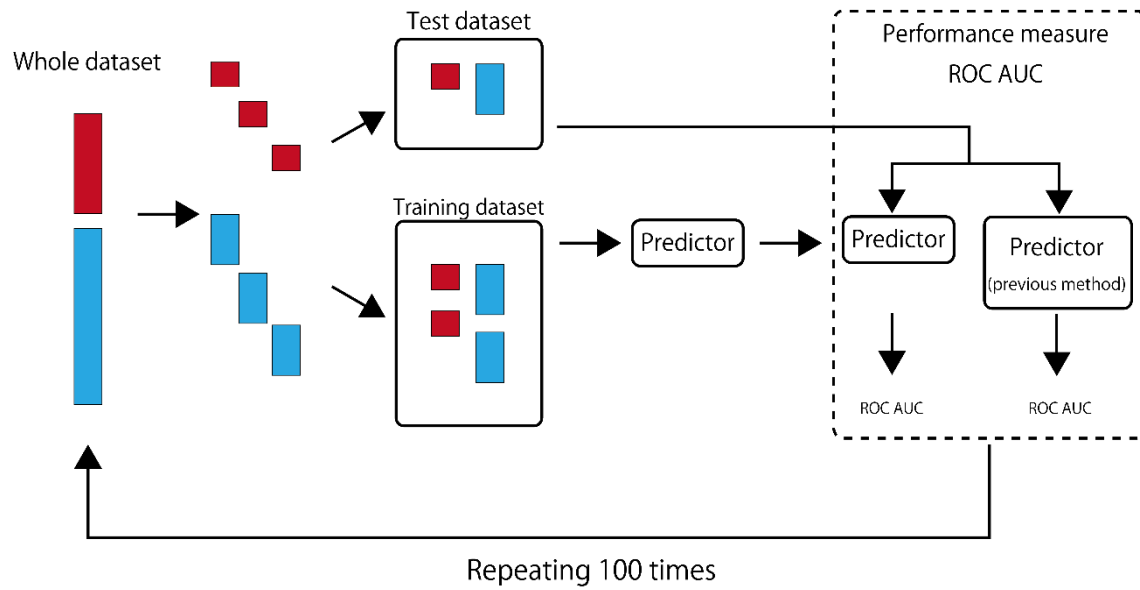 Whole dataset
Test dataset
Training dataset
Predictor
Performance measure
ROC AUC
Predictor
Predictor
(previous method)
ROC AUC
ROC AUC
Repeating 100 times